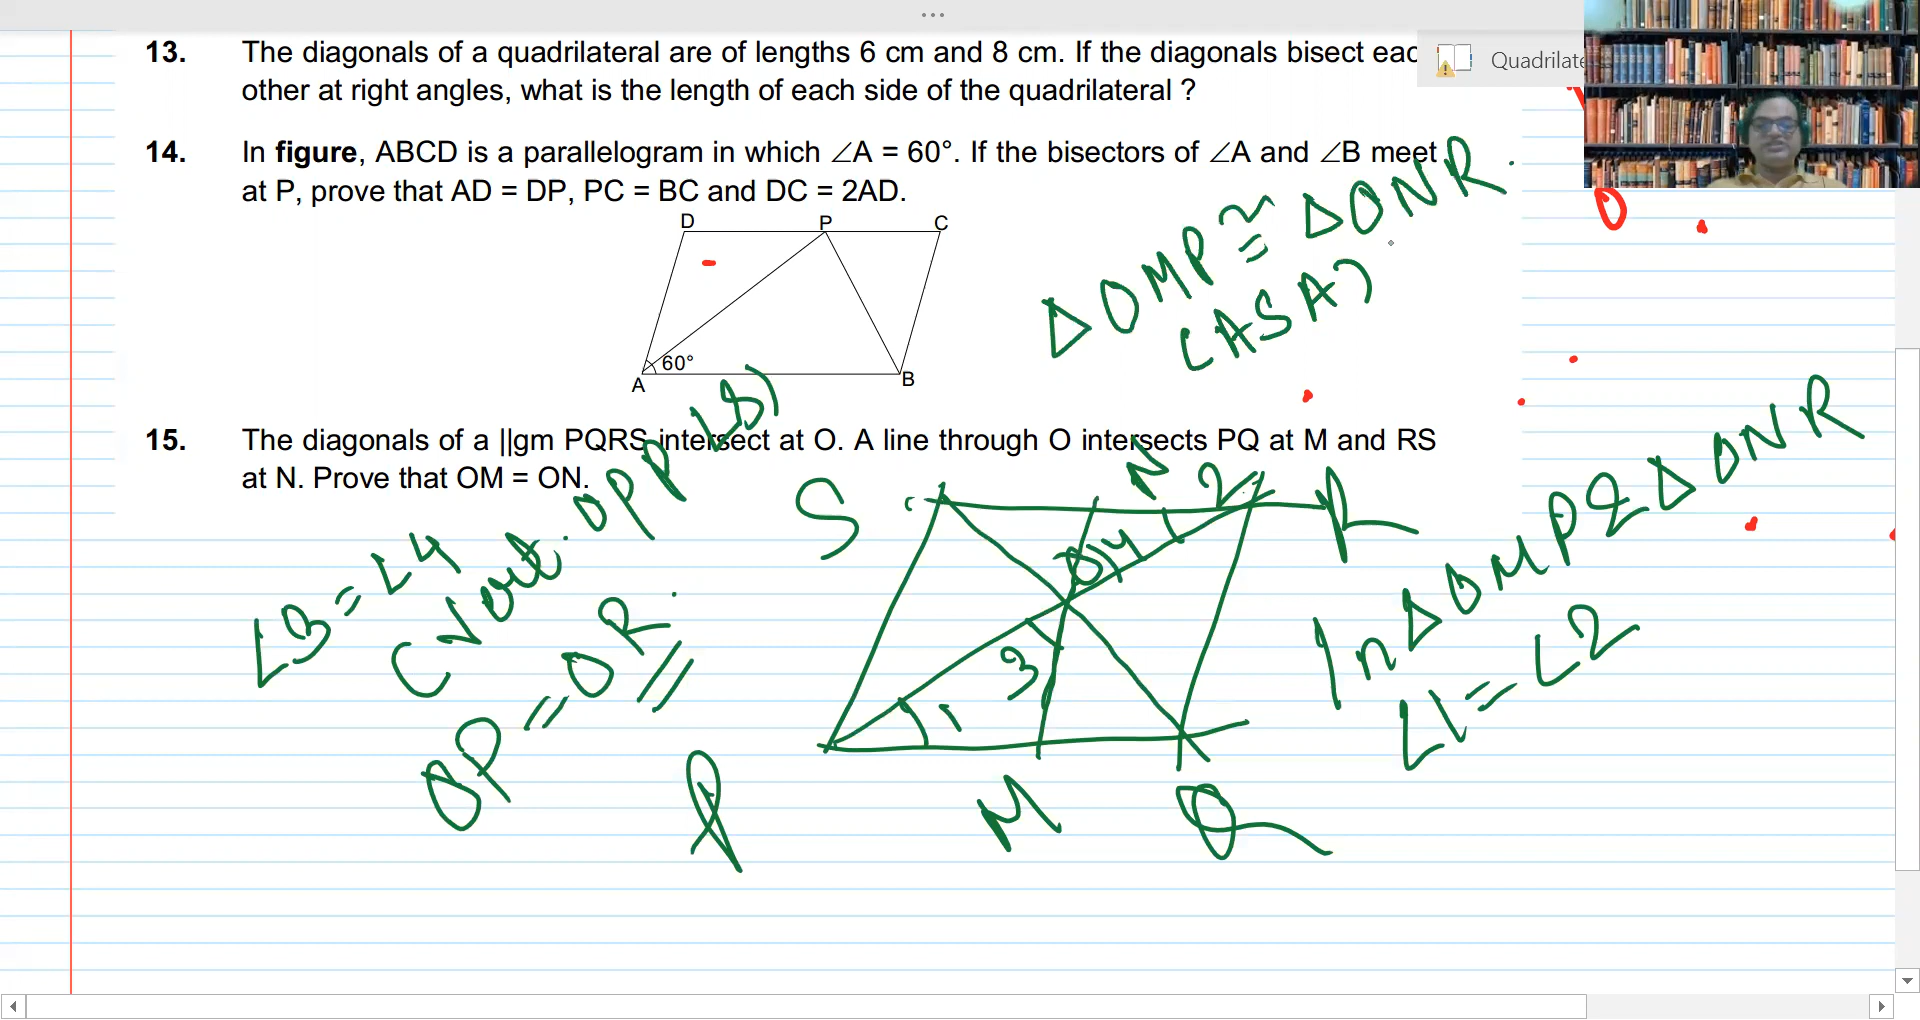 13. The diagonals of a quadrilateral are of lengths 6 cm and 8 cm. If the diagonals bisect eac
other at right angles, what is the length of each side of the quadrilateral ?
Quadrilate
14. In figure, ABCD is a parallelogram in which ∠A = 60°. If the bisectors of ∠A and ∠B meet
at P, prove that AD = DP, PC = BC and DC = 2AD.
D P C
60°
A B
△OMP ≅ △ONR.
(ASA)
15. The diagonals of a ||gm PQRS intersect at O. A line through O intersects PQ at M and RS
at N. Prove that OM = ON.
S N 2 R
O 4
3
1
P M Q
∠3 = ∠4
(Vert. opp ∠s)
OP = OR.
In △OMP & △ONR
∠1 = ∠2